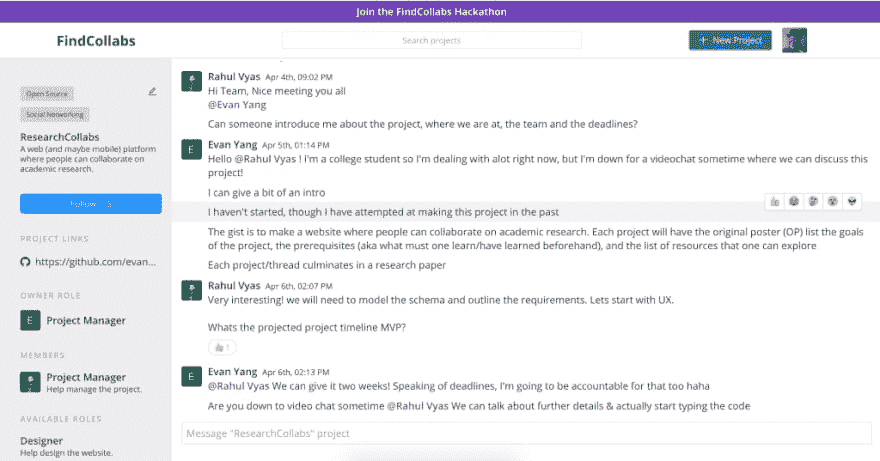 Join the FindCollabs Hackathon
FindCollabs
Search projects
+ New Project
Open Source
Social Networking
ResearchCollabs
A web (and maybe mobile) platform
where people can collaborate on
academic research.
Follow
PROJECT LINKS
https://github.com/evan...
OWNER ROLE
E
Project Manager
MEMBERS
Project Manager
Help manage the project.
AVAILABLE ROLES
Designer
Help design the website.
Rahul Vyas Apr 4th, 09:02 PM
Hi Team, Nice meeting you all
@Evan Yang
Can someone introduce me about the project, where we are at, the team and the deadlines?
E
Evan Yang Apr 5th, 01:14 PM
Hello @Rahul Vyas ! i'm a college student so I'm dealing with alot right now, but I'm down for a videochat sometime where we can discuss this
project!
I can give a bit of an intro
I haven't started, though I have attempted at making this project in the past
The gist is to make a website where people can collaborate on academic research. Each project will have the original poster (OP) list the goals
of the project, the prerequisites (aka what must one learn/have learned beforehand), and the list of resources that one can explore
Each project/thread culminates in a research paper
Rahul Vyas Apr 6th, 02:07 PM
Very interesting! we will need to model the schema and outline the requirements. Lets start with UX.
Whats the projected project timeline MVP?
1
E
Evan Yang Apr 6th, 02:13 PM
@Rahul Vyas We can give it two weeks! Speaking of deadlines, I'm going to be accountable for that too haha
Are you down to video chat sometime @Rahul Vyas We can talk about further details & actually start typing the code
Message "ResearchCollabs" project